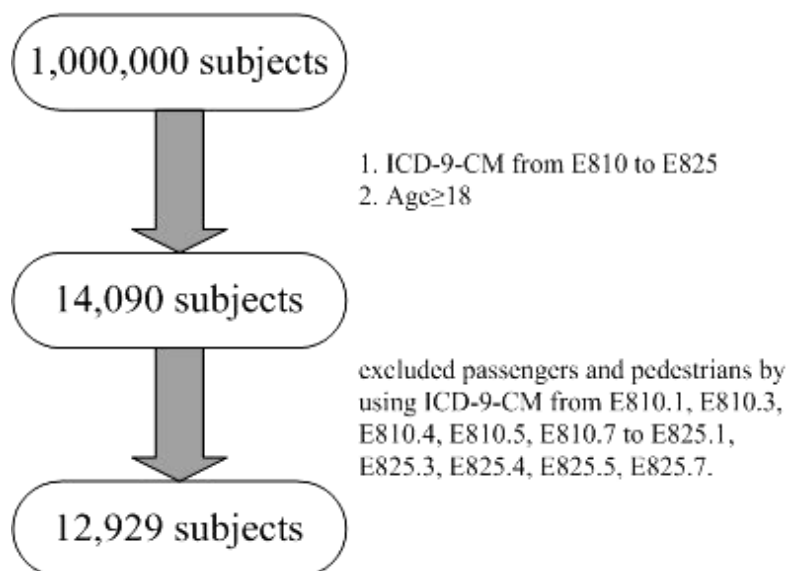 1,000,000 subjects
1. ICD-9-CM from E810 to E825
2. Age≥18
14,090 subjects
excluded passengers and pedestrians by
using ICD-9-CM from E810.1, E810.3,
E810.4, E810.5, E810.7 to E825.1,
E825.3, E825.4, E825.5, E825.7.
12,929 subjects